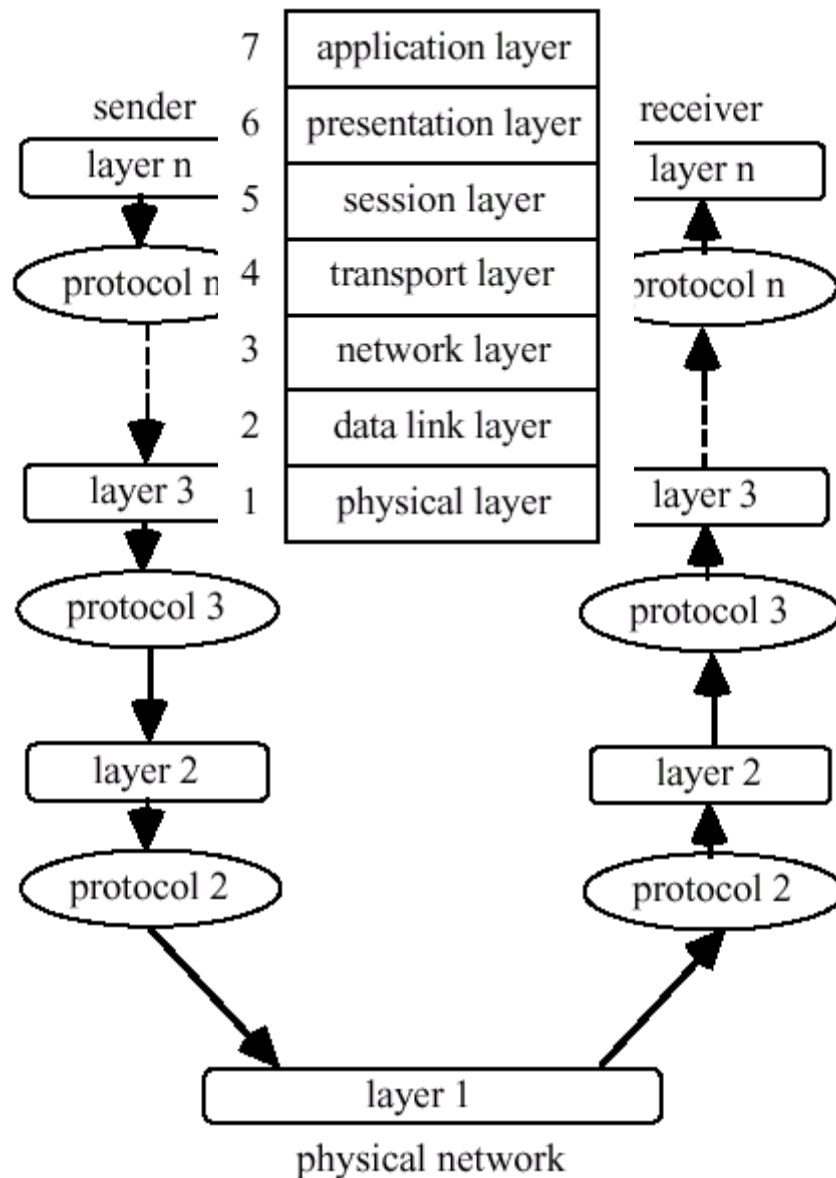 7 application layer
sender
6 presentation layer
receiver
layer n
layer n
5 session layer
protocol n
4 transport layer
protocol n
3 network layer
2 data link layer
layer 3
1 physical layer
layer 3
protocol 3
protocol 3
layer 2
layer 2
protocol 2
protocol 2
layer 1
physical network